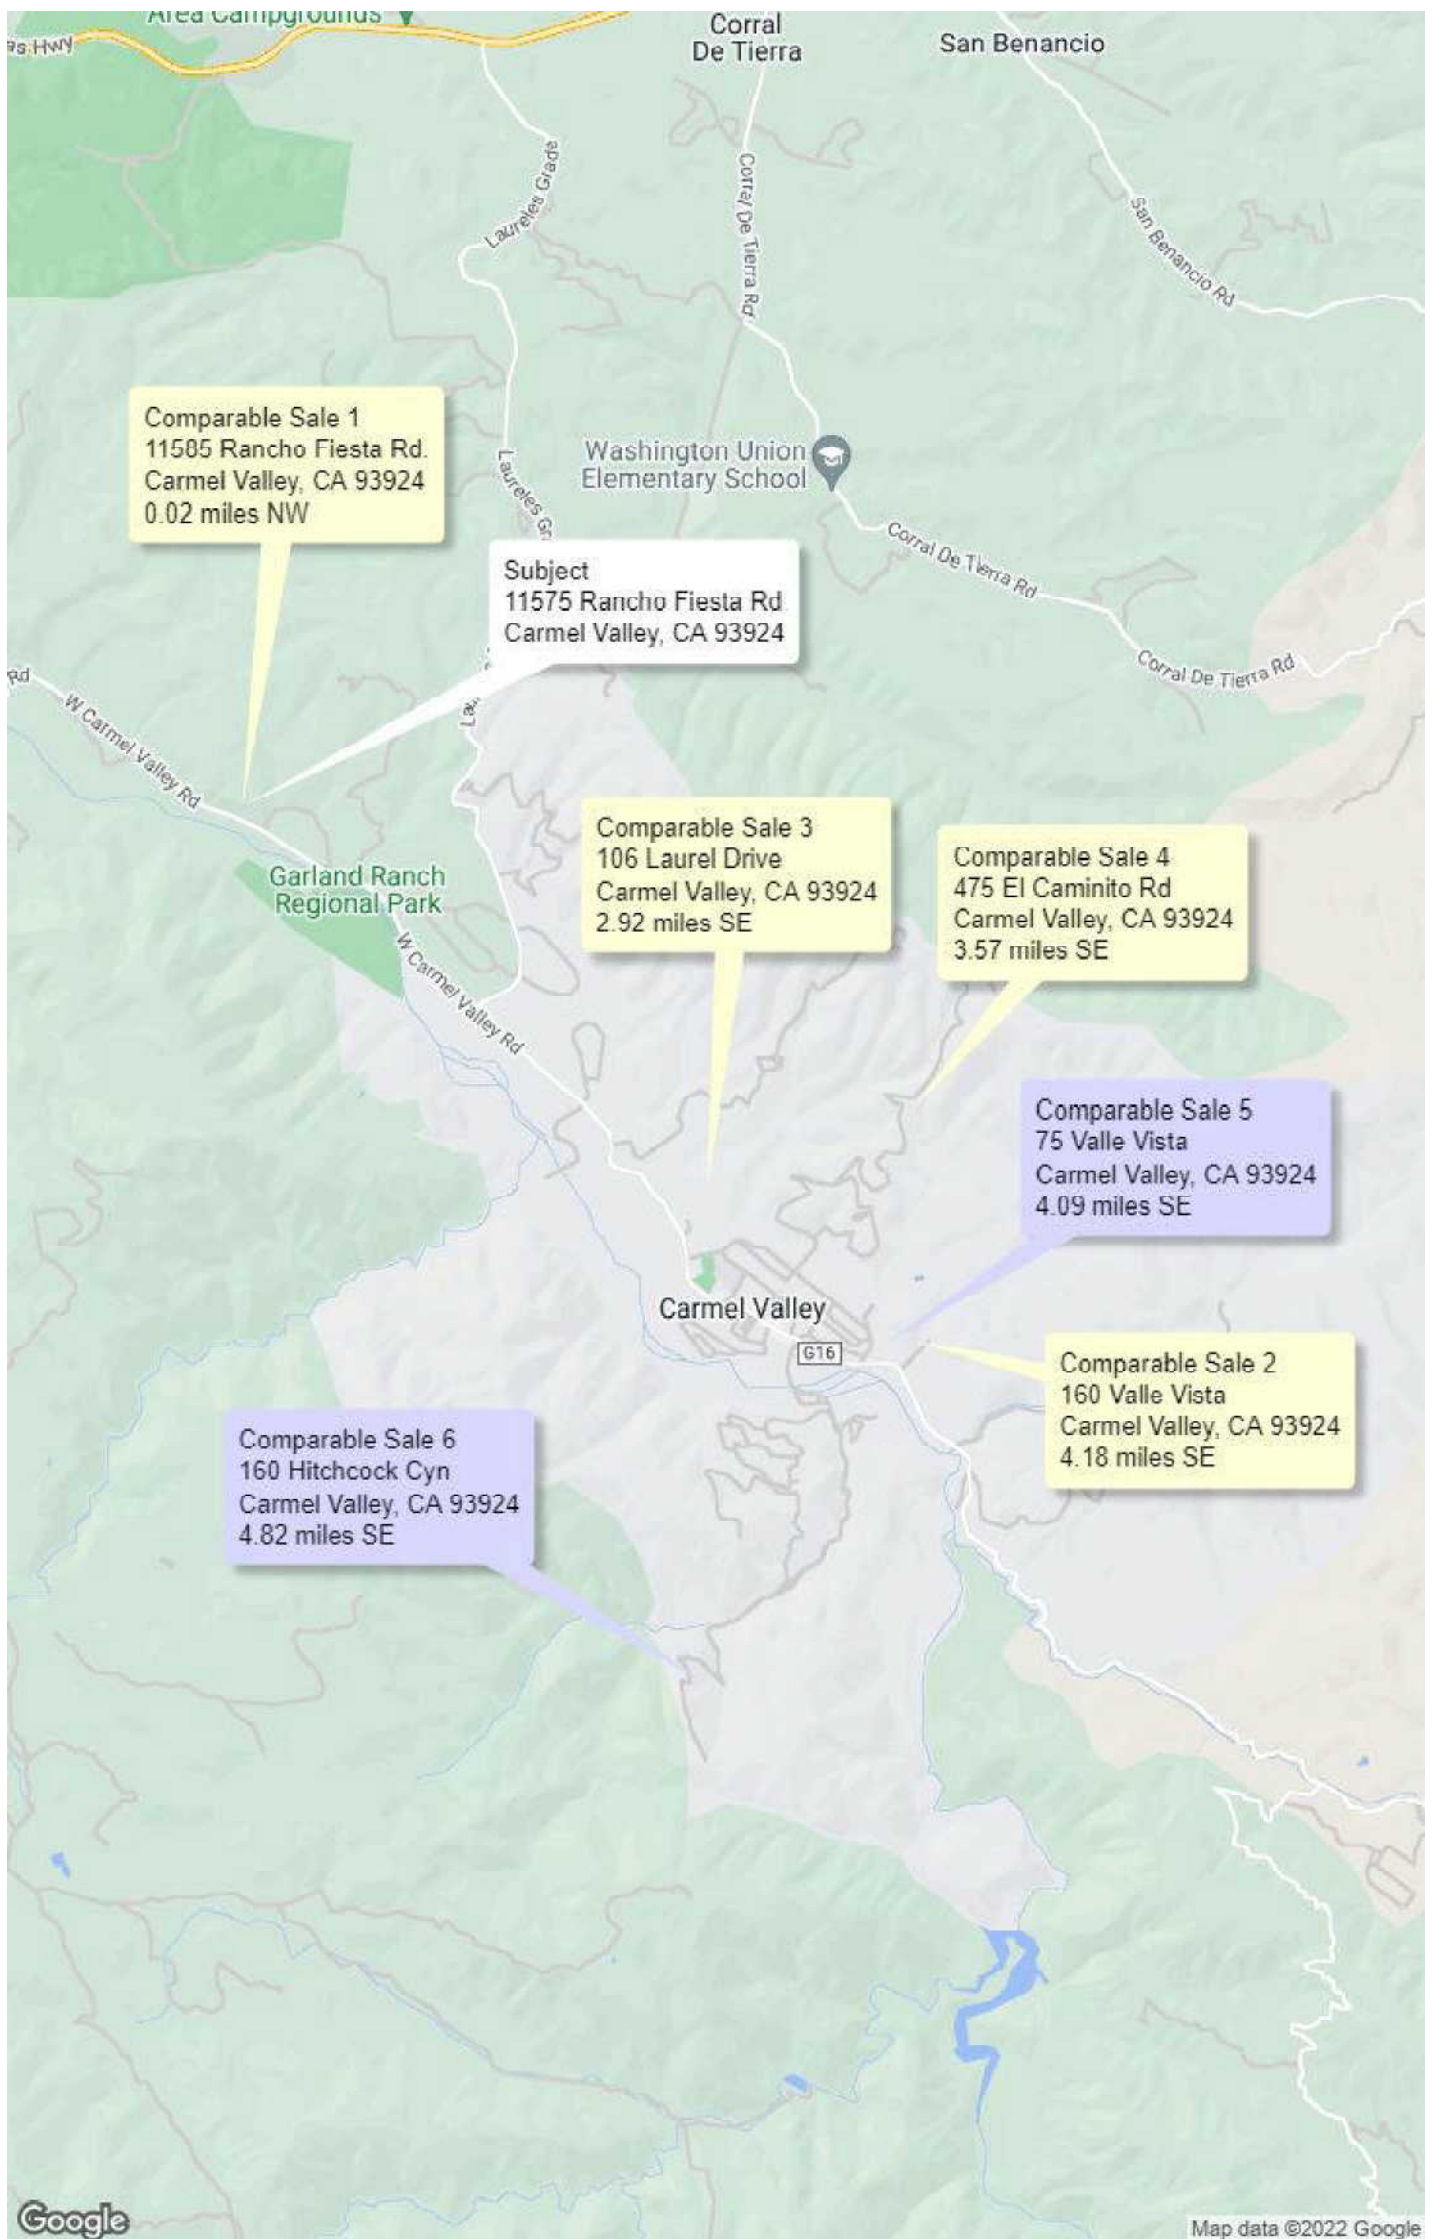 Area Campgrounds
as Hwy
Corral
De Tierra
San Benancio
Laureles Grade
Corral De Tierra Rd
San Benancio Rd
Comparable Sale 1
11585 Rancho Fiesta Rd.
Carmel Valley, CA 93924
0.02 miles NW
Washington Union
Elementary School
Laureles Gr
Corral De Tierra Rd
Subject
11575 Rancho Fiesta Rd
Carmel Valley, CA 93924
Corral De Tierra Rd
Rd
W Carmel Valley Rd
Lau
Comparable Sale 3
106 Laurel Drive
Carmel Valley, CA 93924
2.92 miles SE
Comparable Sale 4
475 El Caminito Rd
Carmel Valley, CA 93924
3.57 miles SE
Garland Ranch
Regional Park
W Carmel Valley Rd
Comparable Sale 5
75 Valle Vista
Carmel Valley, CA 93924
4.09 miles SE
Carmel Valley
G16
Comparable Sale 2
160 Valle Vista
Carmel Valley, CA 93924
4.18 miles SE
Comparable Sale 6
160 Hitchcock Cyn
Carmel Valley, CA 93924
4.82 miles SE
Google
Map data ©2022 Google